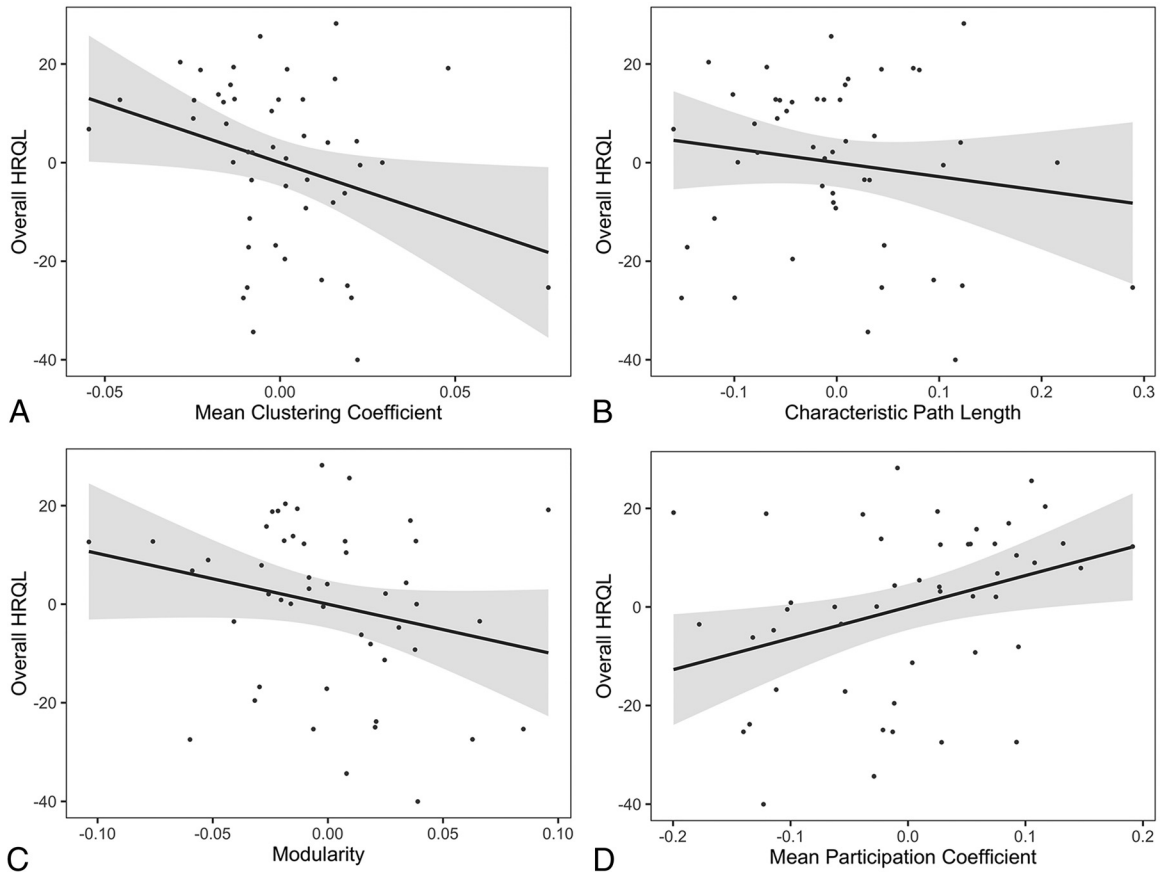 20
0
-20
-40
Overall HRQL
-0.05
0.00
0.05
Mean Clustering Coefficient
A
20
0
-20
-40
Overall HRQL
-0.1
0.0
0.1
0.2
0.3
Characteristic Path Length
B
20
0
-20
-40
Overall HRQL
-0.10
-0.05
0.00
0.05
0.10
Modularity
C
20
0
-20
-40
Overall HRQL
-0.2
-0.1
0.0
0.1
0.2
Mean Participation Coefficient
D